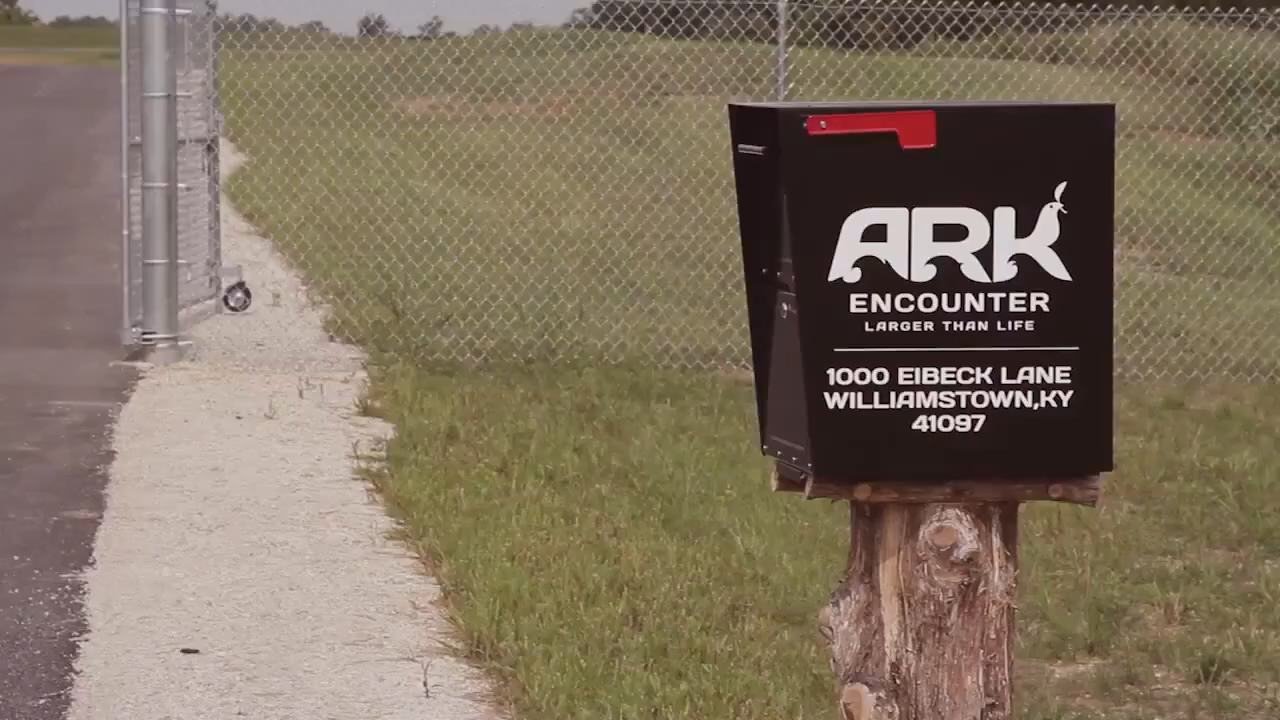 ARK
ENCOUNTER
LARGER THAN LIFE
1000 EIBECK LANE
WILLIAMSTOWN,KY
41097